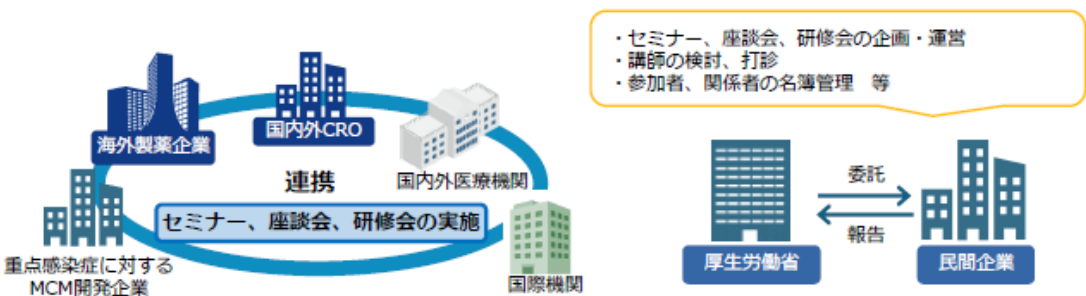 海外製薬企業
国内外CRO
国内外医療機関
連携
セミナー、座談会、研修会の実施
重点感染症に対する
MCM開発企業
国際機関
・セミナー、座談会、研修会の企画・運営
・講師の検討、打診
・参加者、関係者の名簿管理　等
委託
報告
厚生労働省
民間企業